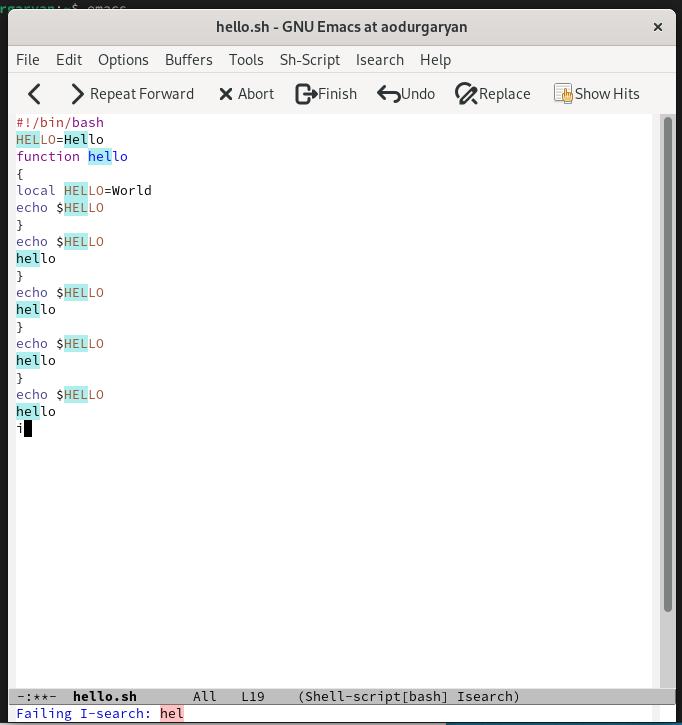 hello.sh - GNU Emacs at aodurgaryan
File Edit Options Buffers Tools Sh-Script Isearch Help
Repeat Forward Abort Finish Undo Replace Show Hits
#!/bin/bash
HELLO=Hello
function hello
{
local HELLO=World
echo $HELLO
}
echo $HELLO
hello
}
echo $HELLO
hello
}
echo $HELLO
hello
}
echo $HELLO
hello
i
-:**- hello.sh All L19 (Shell-script[bash] Isearch)
Failing I-search: hel